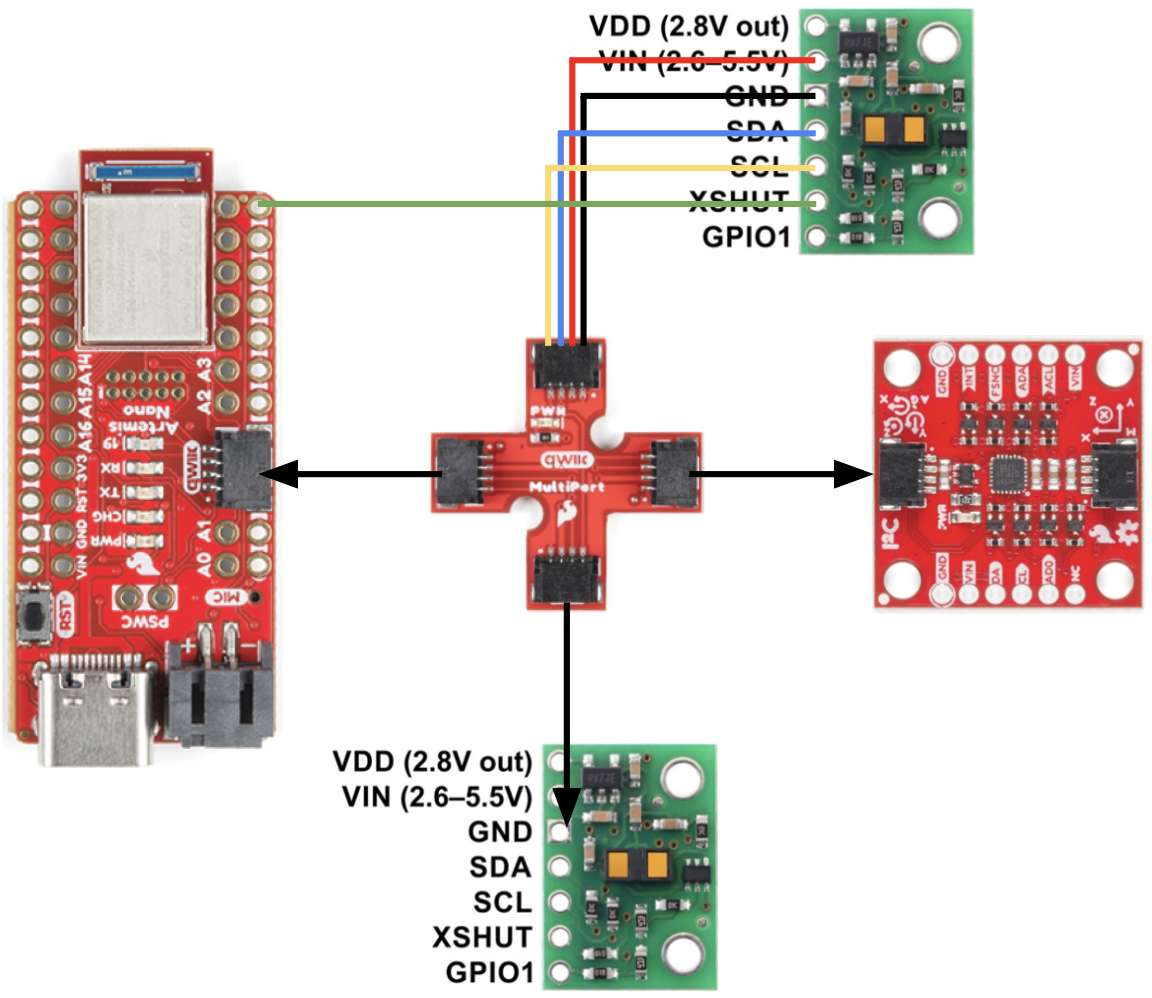 VDD (2.8V out)
VIN (2.6–5.5V)
GND
SDA
SCL
XSHUT
GPIO1
A14
A15
A16
3V3
RST
GND
VIN
A3
A2
A1
A0
Artemis
Nano
qwiic
19
RX
TX
CHG
PWR
MIC
PSWC
RST
+
-
PWR
qwiic
MultiPort
GND
INT
FSNC
ADA
ACL
VIN
X
Y
Z
X
Y
PWR
I²C
GND
VIN
DA
CL
AD0
NC
VDD (2.8V out)
VIN (2.6–5.5V)
GND
SDA
SCL
XSHUT
GPIO1